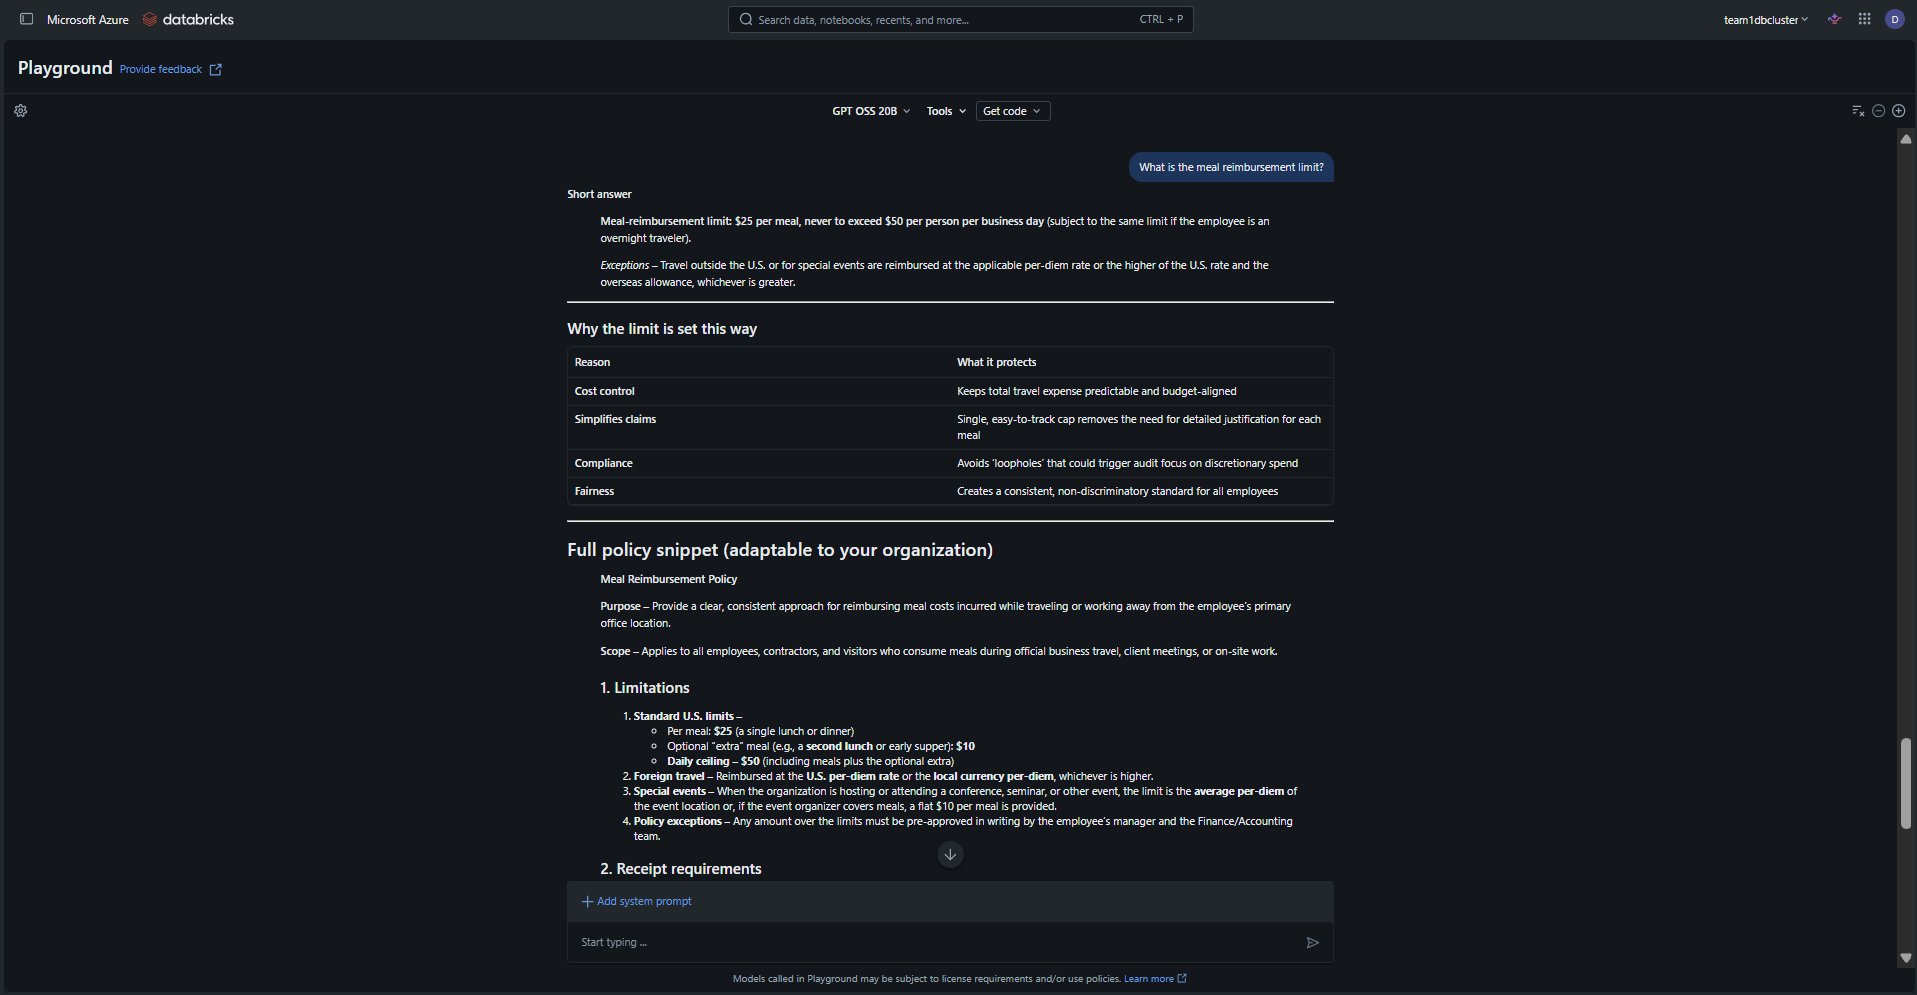 Microsoft Azure databricks
Search data, notebooks, recents, and more... CTRL + P
team1dbcluster
D
Playground Provide feedback
GPT OSS 20B Tools Get code
What is the meal reimbursement limit?
Short answer
Meal-reimbursement limit: $25 per meal, never to exceed $50 per person per business day (subject to the same limit if the employee is an
overnight traveler).
Exceptions – Travel outside the U.S. or for special events are reimbursed at the applicable per-diem rate or the higher of the U.S. rate and the
overseas allowance, whichever is greater.
Why the limit is set this way
Reason What it protects
Cost control Keeps total travel expense predictable and budget-aligned
Simplifies claims Single, easy-to-track cap removes the need for detailed justification for each
meal
Compliance Avoids ‘loopholes’ that could trigger audit focus on discretionary spend
Fairness Creates a consistent, non-discriminatory standard for all employees
Full policy snippet (adaptable to your organization)
Meal Reimbursement Policy
Purpose – Provide a clear, consistent approach for reimbursing meal costs incurred while traveling or working away from the employee’s primary
office location.
Scope – Applies to all employees, contractors, and visitors who consume meals during official business travel, client meetings, or on-site work.
1. Limitations
1. Standard U.S. limits –
Per meal: $25 (a single lunch or dinner)
Optional “extra” meal (e.g., a second lunch or early supper): $10
Daily ceiling – $50 (including meals plus the optional extra)
2. Foreign travel – Reimbursed at the U.S. per-diem rate or the local currency per-diem, whichever is higher.
3. Special events – When the organization is hosting or attending a conference, seminar, or other event, the limit is the average per-diem of
the event location or, if the event organizer covers meals, a flat $10 per meal is provided.
4. Policy exceptions – Any amount over the limits must be pre-approved in writing by the employee’s manager and the Finance/Accounting
team.
2. Receipt requirements
Add system prompt
Start typing ...
Models called in Playground may be subject to license requirements and/or use policies. Learn more